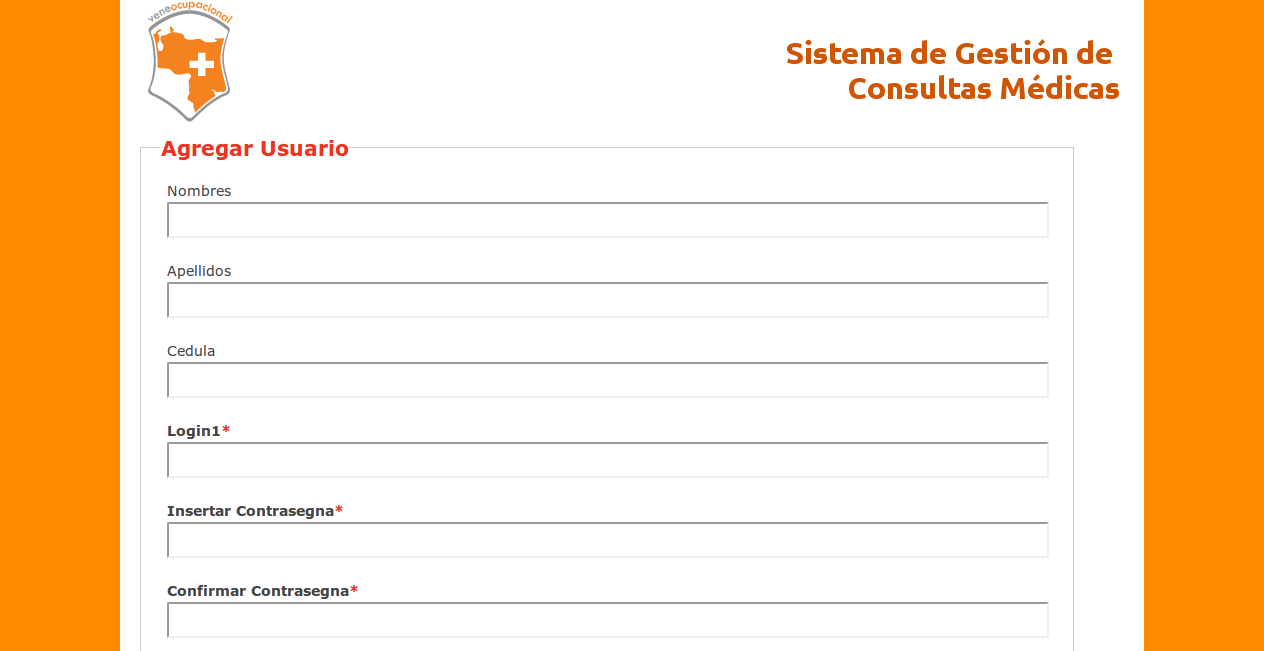 veneocupacional
Sistema de Gestión de
Consultas Médicas
Agregar Usuario
Nombres
Apellidos
Cedula
Login1*
Insertar Contrasegna*
Confirmar Contrasegna*